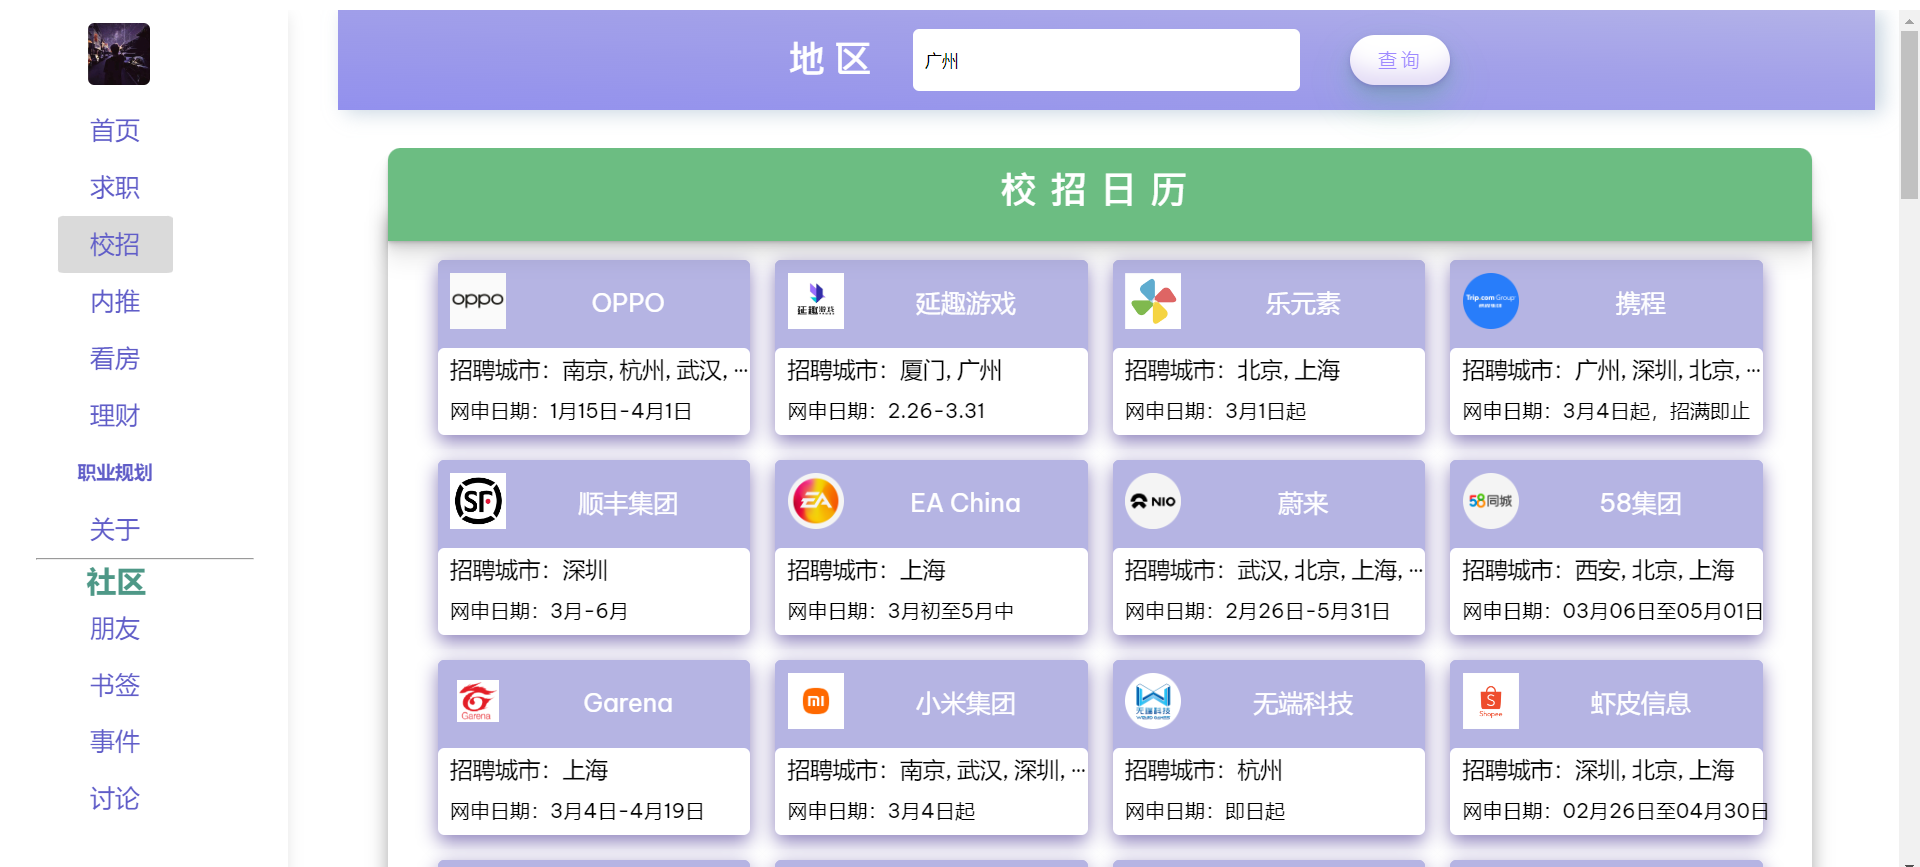 首页
求职
校招
内推
看房
理财
职业规划
关于
社区
朋友
书签
事件
讨论
地区
广州
查询
校招日历
oppo
OPPO
招聘城市：南京, 杭州, 武汉, ···
网申日期：1月15日-4月1日
延趣游戏
延趣游戏
招聘城市：厦门, 广州
网申日期：2.26-3.31
乐元素
招聘城市：北京, 上海
网申日期：3月1日起
Trip.com Group
携程
招聘城市：广州, 深圳, 北京, ···
网申日期：3月4日起，招满即止
SF
顺丰集团
招聘城市：深圳
网申日期：3月-6月
EA
EA China
招聘城市：上海
网申日期：3月初至5月中
NIO
蔚来
招聘城市：武汉, 北京, 上海, ···
网申日期：2月26日-5月31日
58同城
58集团
招聘城市：西安, 北京, 上海
网申日期：03月06日至05月01日
Garena
Garena
招聘城市：上海
网申日期：3月4日-4月19日
mi
小米集团
招聘城市：南京, 武汉, 深圳, ···
网申日期：3月4日起
无端科技
无端科技
招聘城市：杭州
网申日期：即日起
S
Shopee
虾皮信息
招聘城市：深圳, 北京, 上海
网申日期：02月26日至04月30日